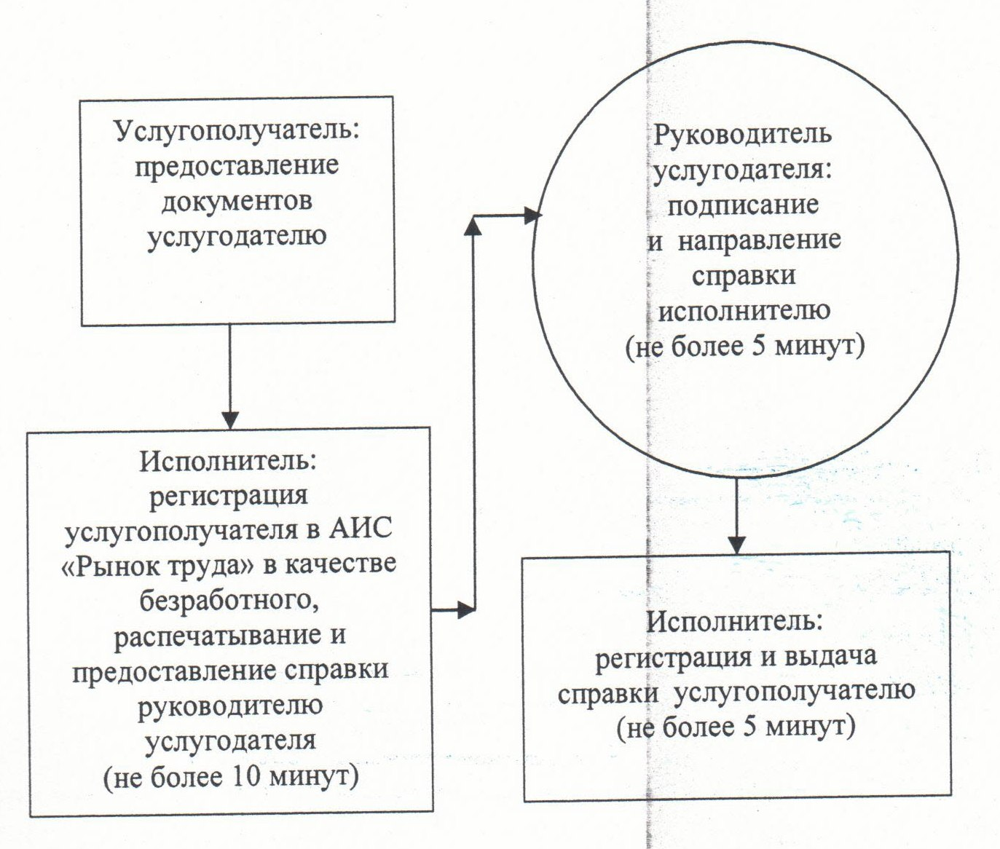 Услугополучатель:
предоставление
документов
услугодателю
Исполнитель:
регистрация
услугополучателя в АИС
«Рынок труда» в качестве
безработного,
распечатывание и
предоставление справки
руководителю
услугодателя
(не более 10 минут)
Руководитель
услугодателя:
подписание
и направление
справки
исполнителю
(не более 5 минут)
Исполнитель:
регистрация и выдача
справки услугополучателю
(не более 5 минут)